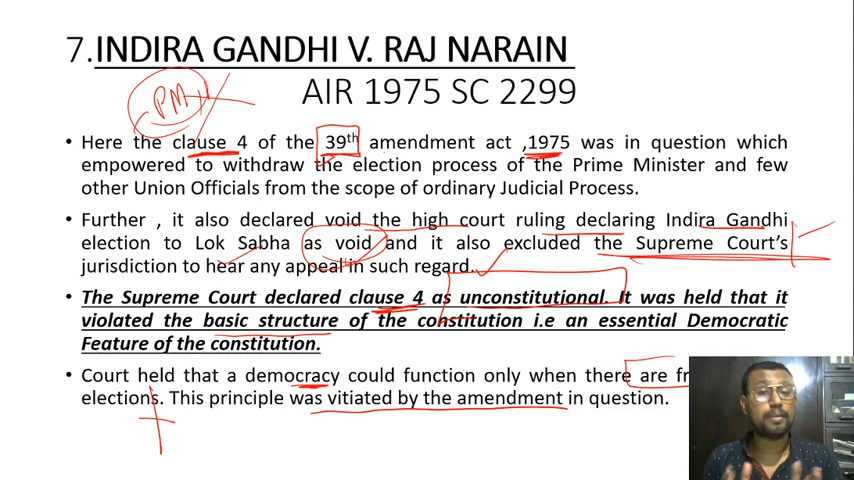 7.INDIRA GANDHI V. RAJ NARAIN
AIR 1975 SC 2299
PM
• Here the clause 4 of the 39th amendment act ,1975 was in question which
empowered to withdraw the election process of the Prime Minister and few
other Union Officials from the scope of ordinary Judicial Process.
• Further , it also declared void the high court ruling declaring Indira Gandhi
election to Lok Sabha as void and it also excluded the Supreme Court's
jurisdiction to hear any appeal in such regard.
• The Supreme Court declared clause 4 as unconstitutional. It was held that it
violated the basic structure of the constitution i.e an essential Democratic
Feature of the constitution.
• Court held that a democracy could function only when there are
elections. This principle was vitiated by the amendment in question.